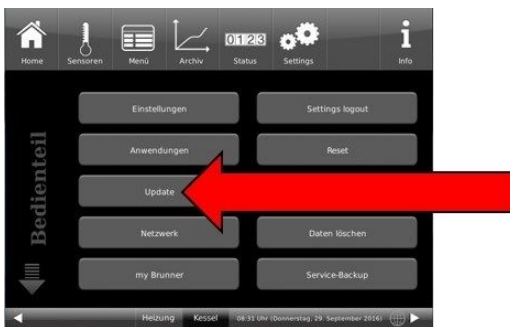 Home Sensoren Menü Archiv 0123 Status Settings i Info
Bedienteil
Einstellungen Settings logout
Anwendungen Reset
Update
Netzwerk Daten löschen
my Brunner Service-Backup
Heizung Kessel 08:31 Uhr (Donnerstag, 29. September 2016)